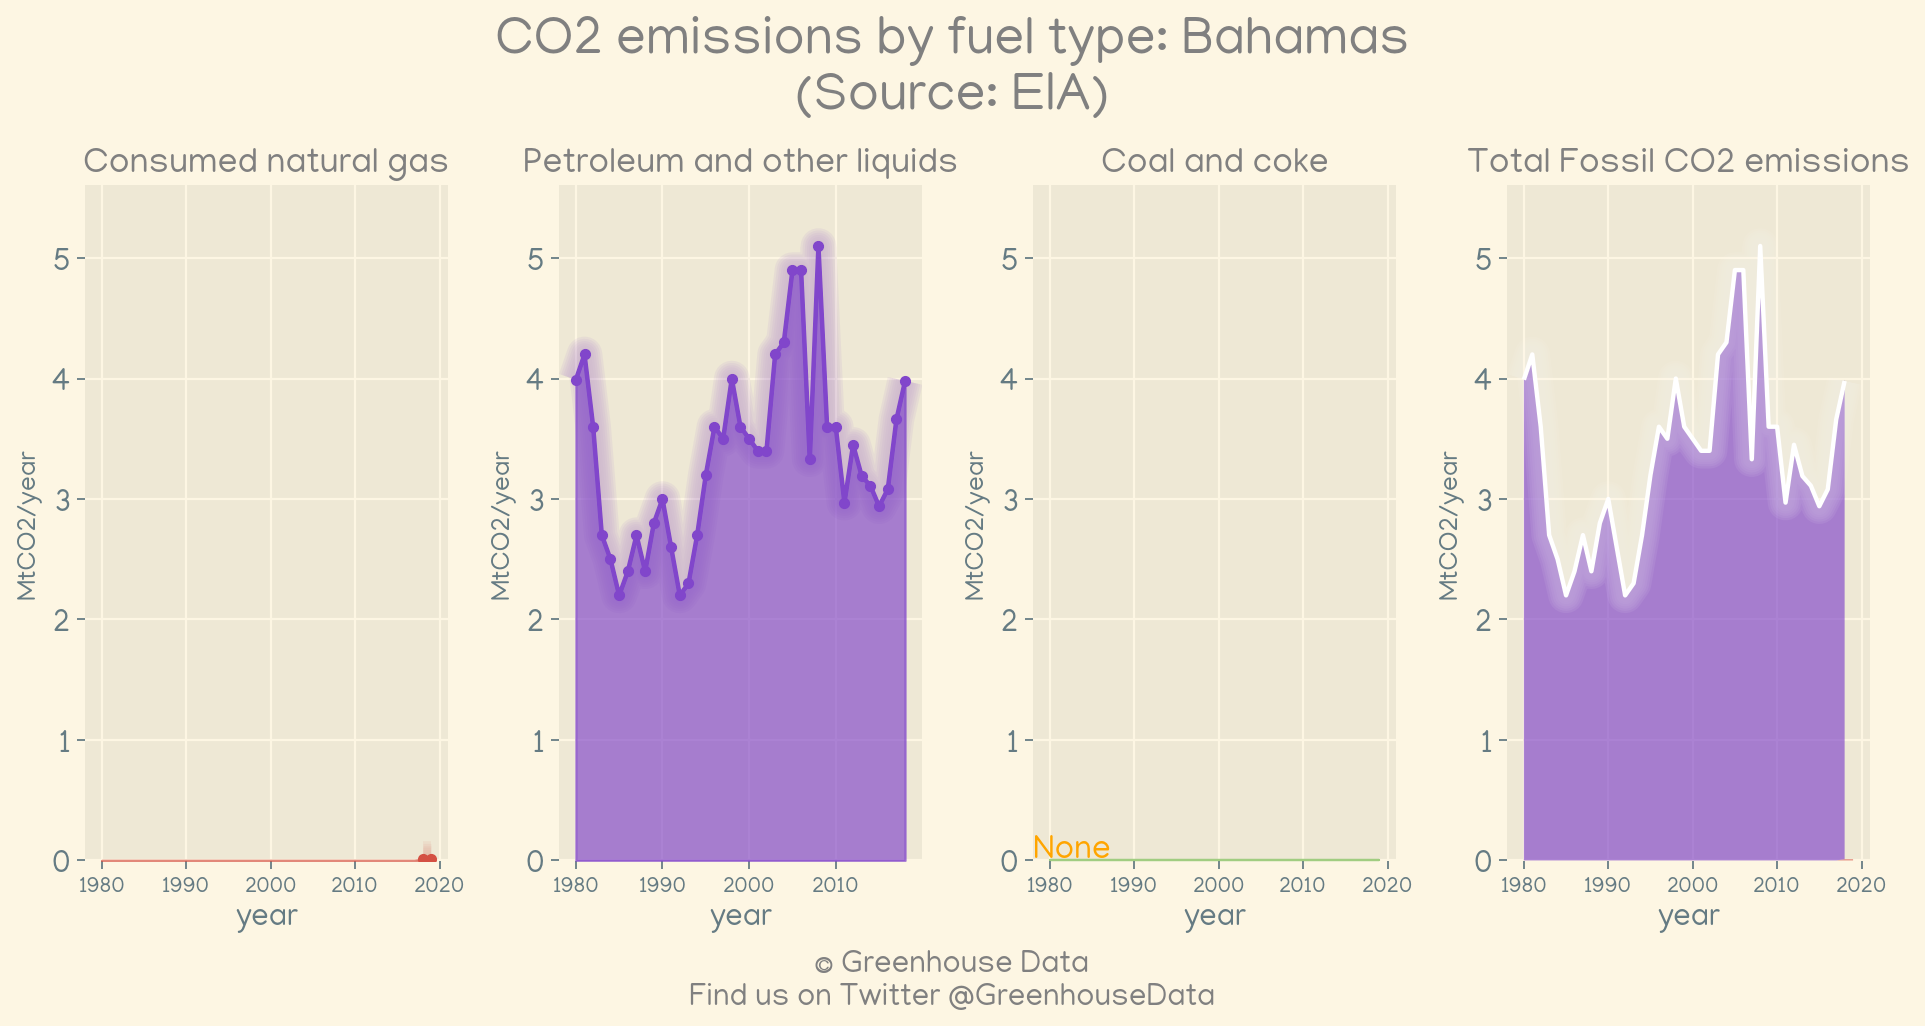 CO2 emissions by fuel type: Bahamas
(Source: EIA)
Consumed natural gas
MtCO2/year
5
4
3
2
1
0
1980 1990 2000 2010 2020
year
Petroleum and other liquids
MtCO2/year
5
4
3
2
1
0
1980 1990 2000 2010
year
Coal and coke
MtCO2/year
5
4
3
2
1
0
None
1980 1990 2000 2010 2020
year
Total Fossil CO2 emissions
MtCO2/year
5
4
3
2
1
0
1980 1990 2000 2010 2020
year
© Greenhouse Data
Find us on Twitter @GreenhouseData